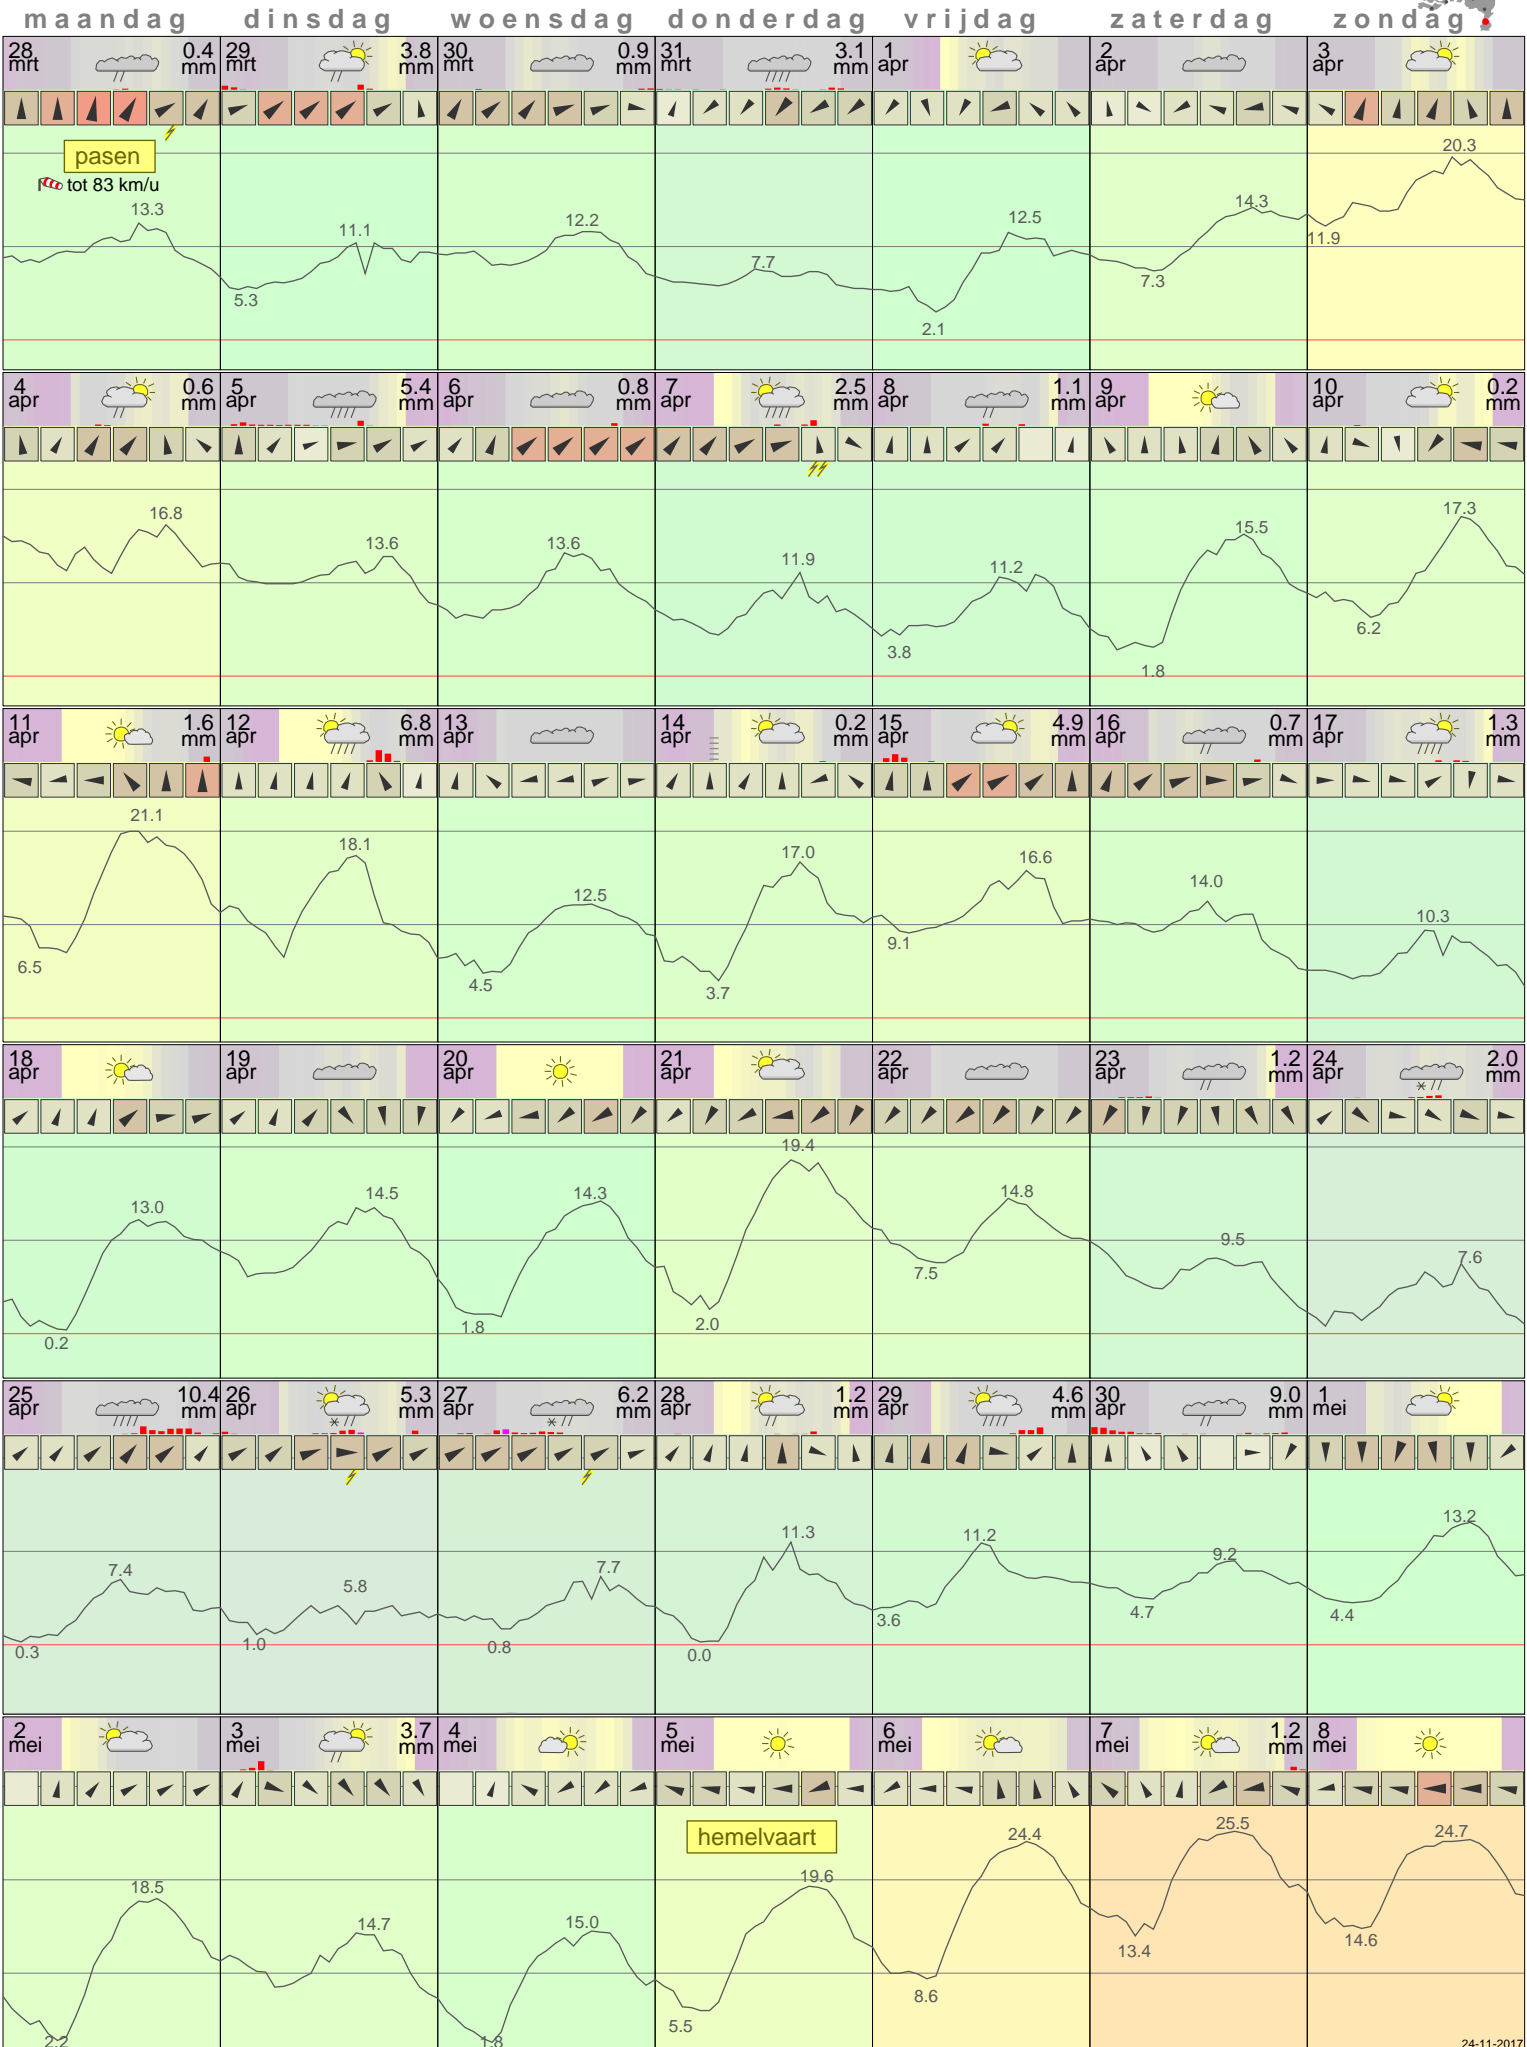 maandag dinsdag woensdag donderdag vrijdag zaterdag zondag
28 0.4 29 3.8 30 0.9 31 3.1 1 2 3
mrt mm mrt mm mrt mm mrt mm apr apr apr
pasen
tot 83 km/u
13.3 5.3 11.1 12.2 7.7 2.1 12.5 7.3 14.3 11.9 20.3
4 0.6 5 5.4 6 0.8 7 2.5 8 1.1 9 10 0.2
apr mm apr mm apr mm apr mm apr mm apr apr mm
16.8 13.6 13.6 11.9 3.8 11.2 1.8 15.5 6.2 17.3
11 1.6 12 6.8 13 14 0.2 15 4.9 16 0.7 17 1.3
apr mm apr mm apr apr mm apr mm apr mm apr mm
6.5 21.1 18.1 4.5 12.5 3.7 17.0 9.1 16.6 14.0 10.3
18 19 20 21 22 23 1.2 24 2.0
apr apr apr apr apr apr mm apr mm
0.2 13.0 14.5 1.8 14.3 2.0 19.4 7.5 14.8 9.5 7.6
25 10.4 26 5.3 27 6.2 28 1.2 29 4.6 30 9.0 1
apr mm apr mm apr mm apr mm apr mm apr mm mei
0.3 7.4 1.0 5.8 0.8 7.7 0.0 11.3 3.6 11.2 4.7 9.2 4.4 13.2
2 3 3.7 4 5 6 7 1.2 8
mei mei mm mei mei mei mei mm mei
hemelvaart
2.2 18.5 14.7 1.8 15.0 5.5 19.6 8.6 24.4 13.4 25.5 14.6 24.7
24-11-2017